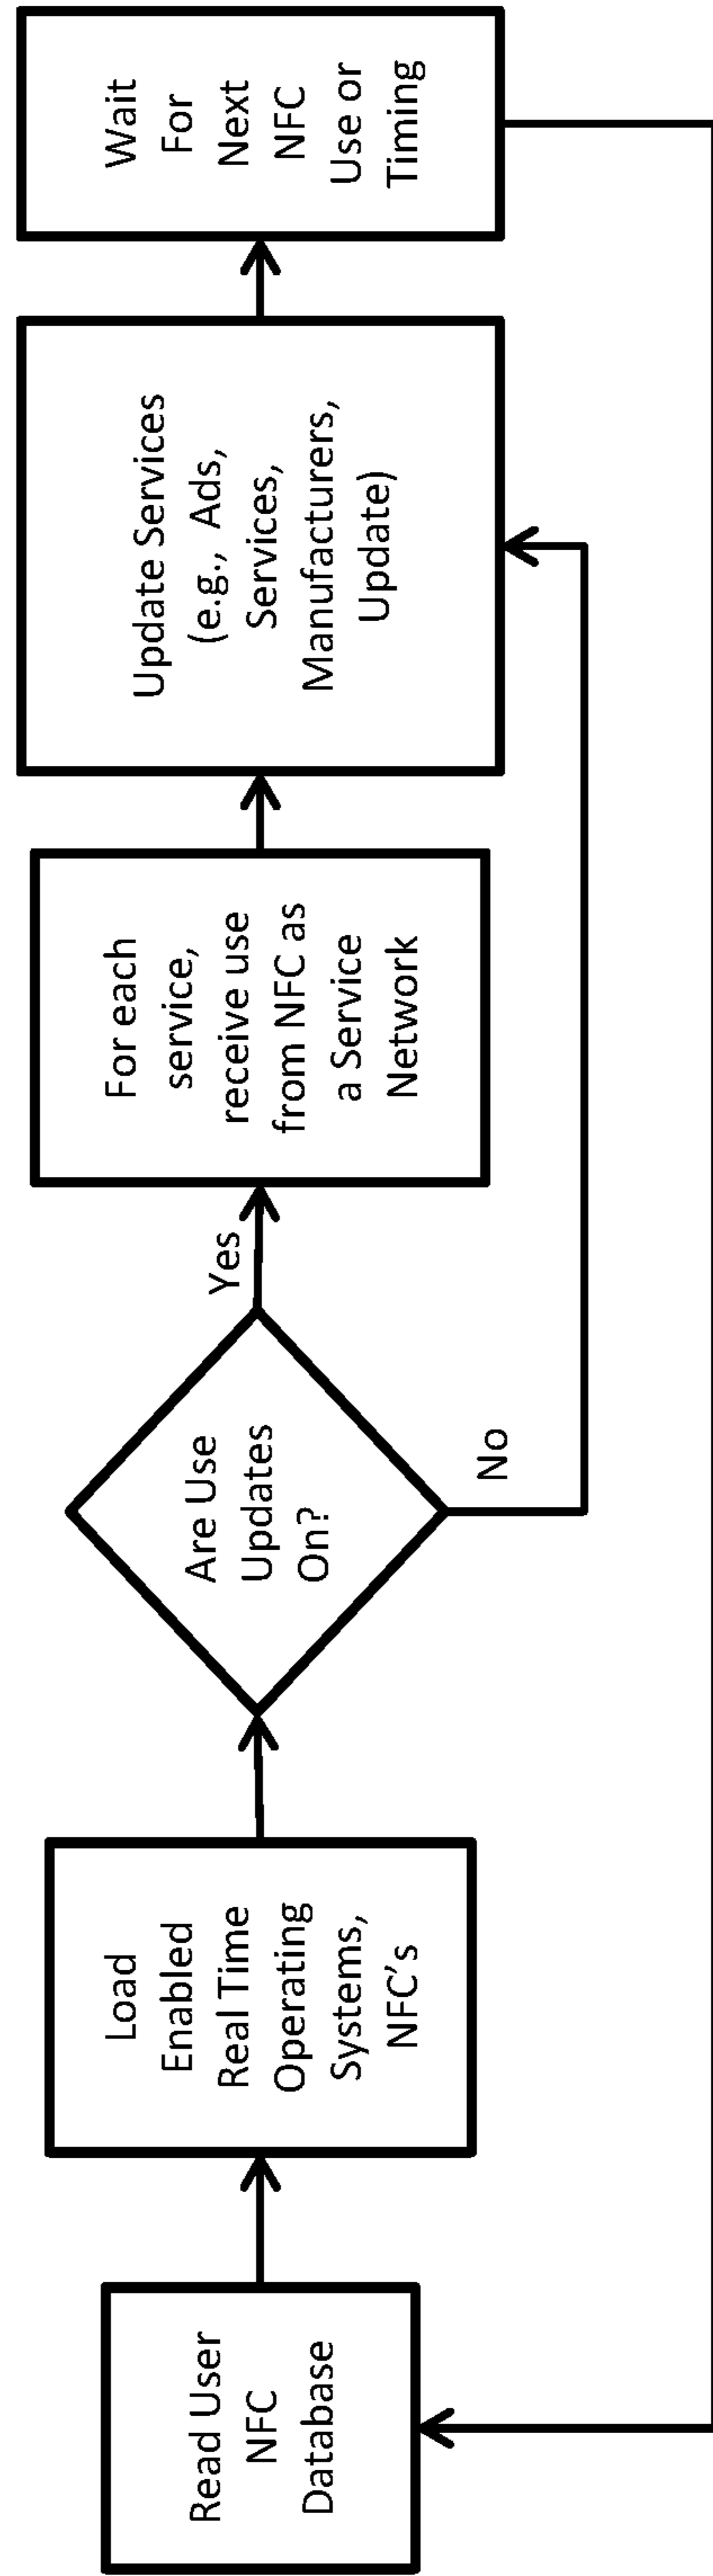 Read User
NFC
Database
Load
Enabled
Real Time
Operating
Systems,
NFC's
Are Use
Updates
On?
Yes
No
For each
service,
receive use
from NFC as
a Service
Network
Update Services
(e.g., Ads,
Services,
Manufacturers,
Update)
Wait
For
Next
NFC
Use or
Timing